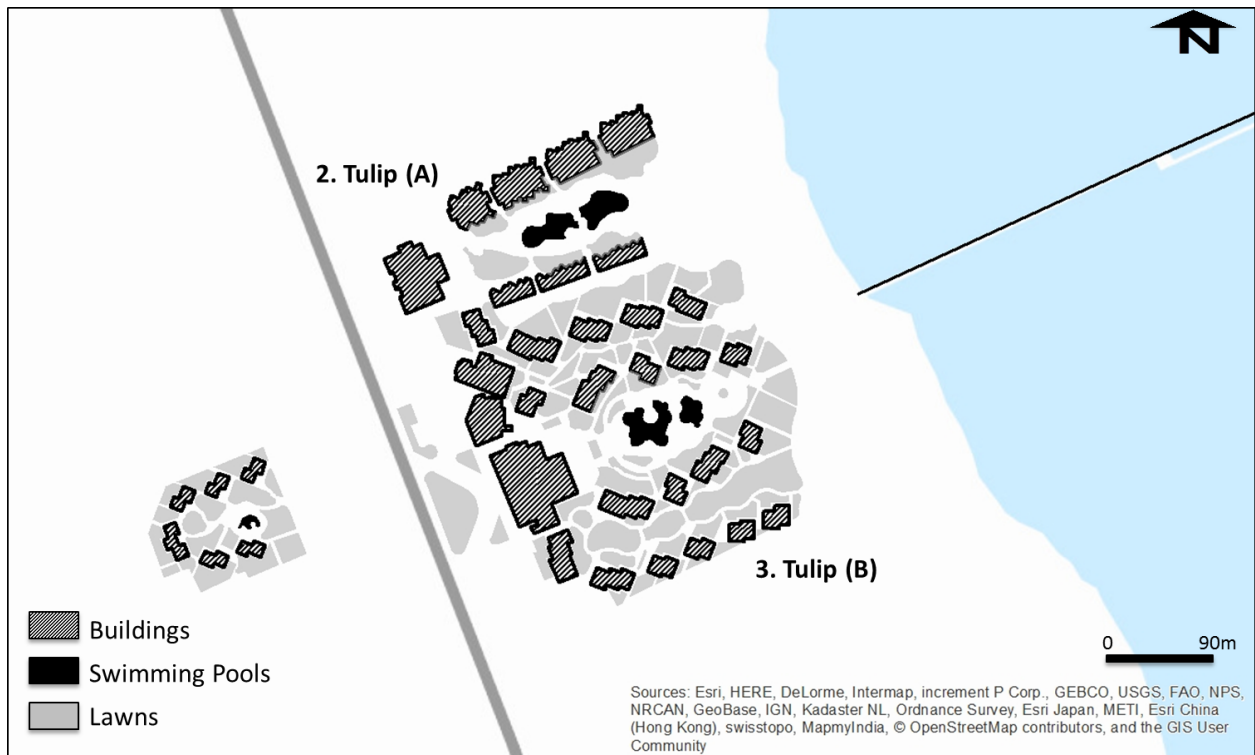 N
2. Tulip (A)
3. Tulip (B)
Buildings
Swimming Pools
Lawns
0 90m
Sources: Esri, HERE, DeLorme, Intermap, increment P Corp., GEBCO, USGS, FAO, NPS,
NRCAN, GeoBase, IGN, Kadaster NL, Ordnance Survey, Esri Japan, METI, Esri China
(Hong Kong), swisstopo, MapmyIndia, © OpenStreetMap contributors, and the GIS User
Community